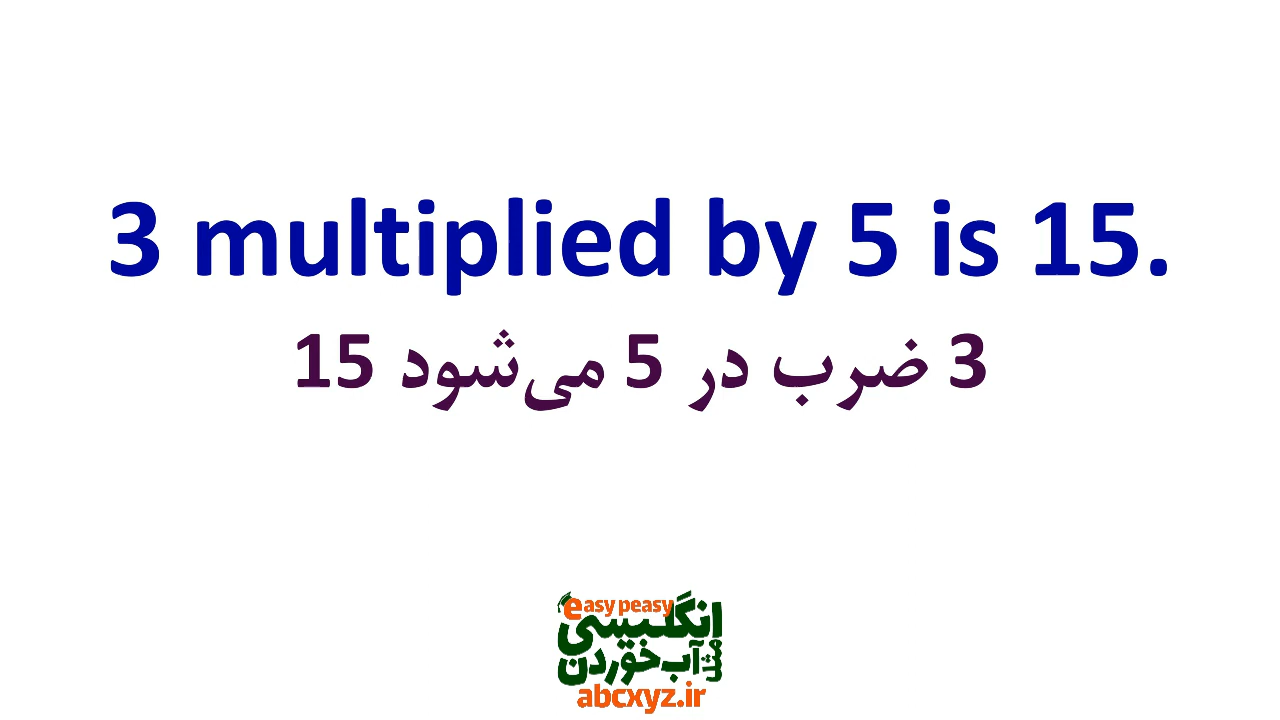 3 multiplied by 5 is 15.
3 ضرب در 5 می‌شود 15
easy peasy
انگلیسی
مثل آب خوردن
abcxyz.ir